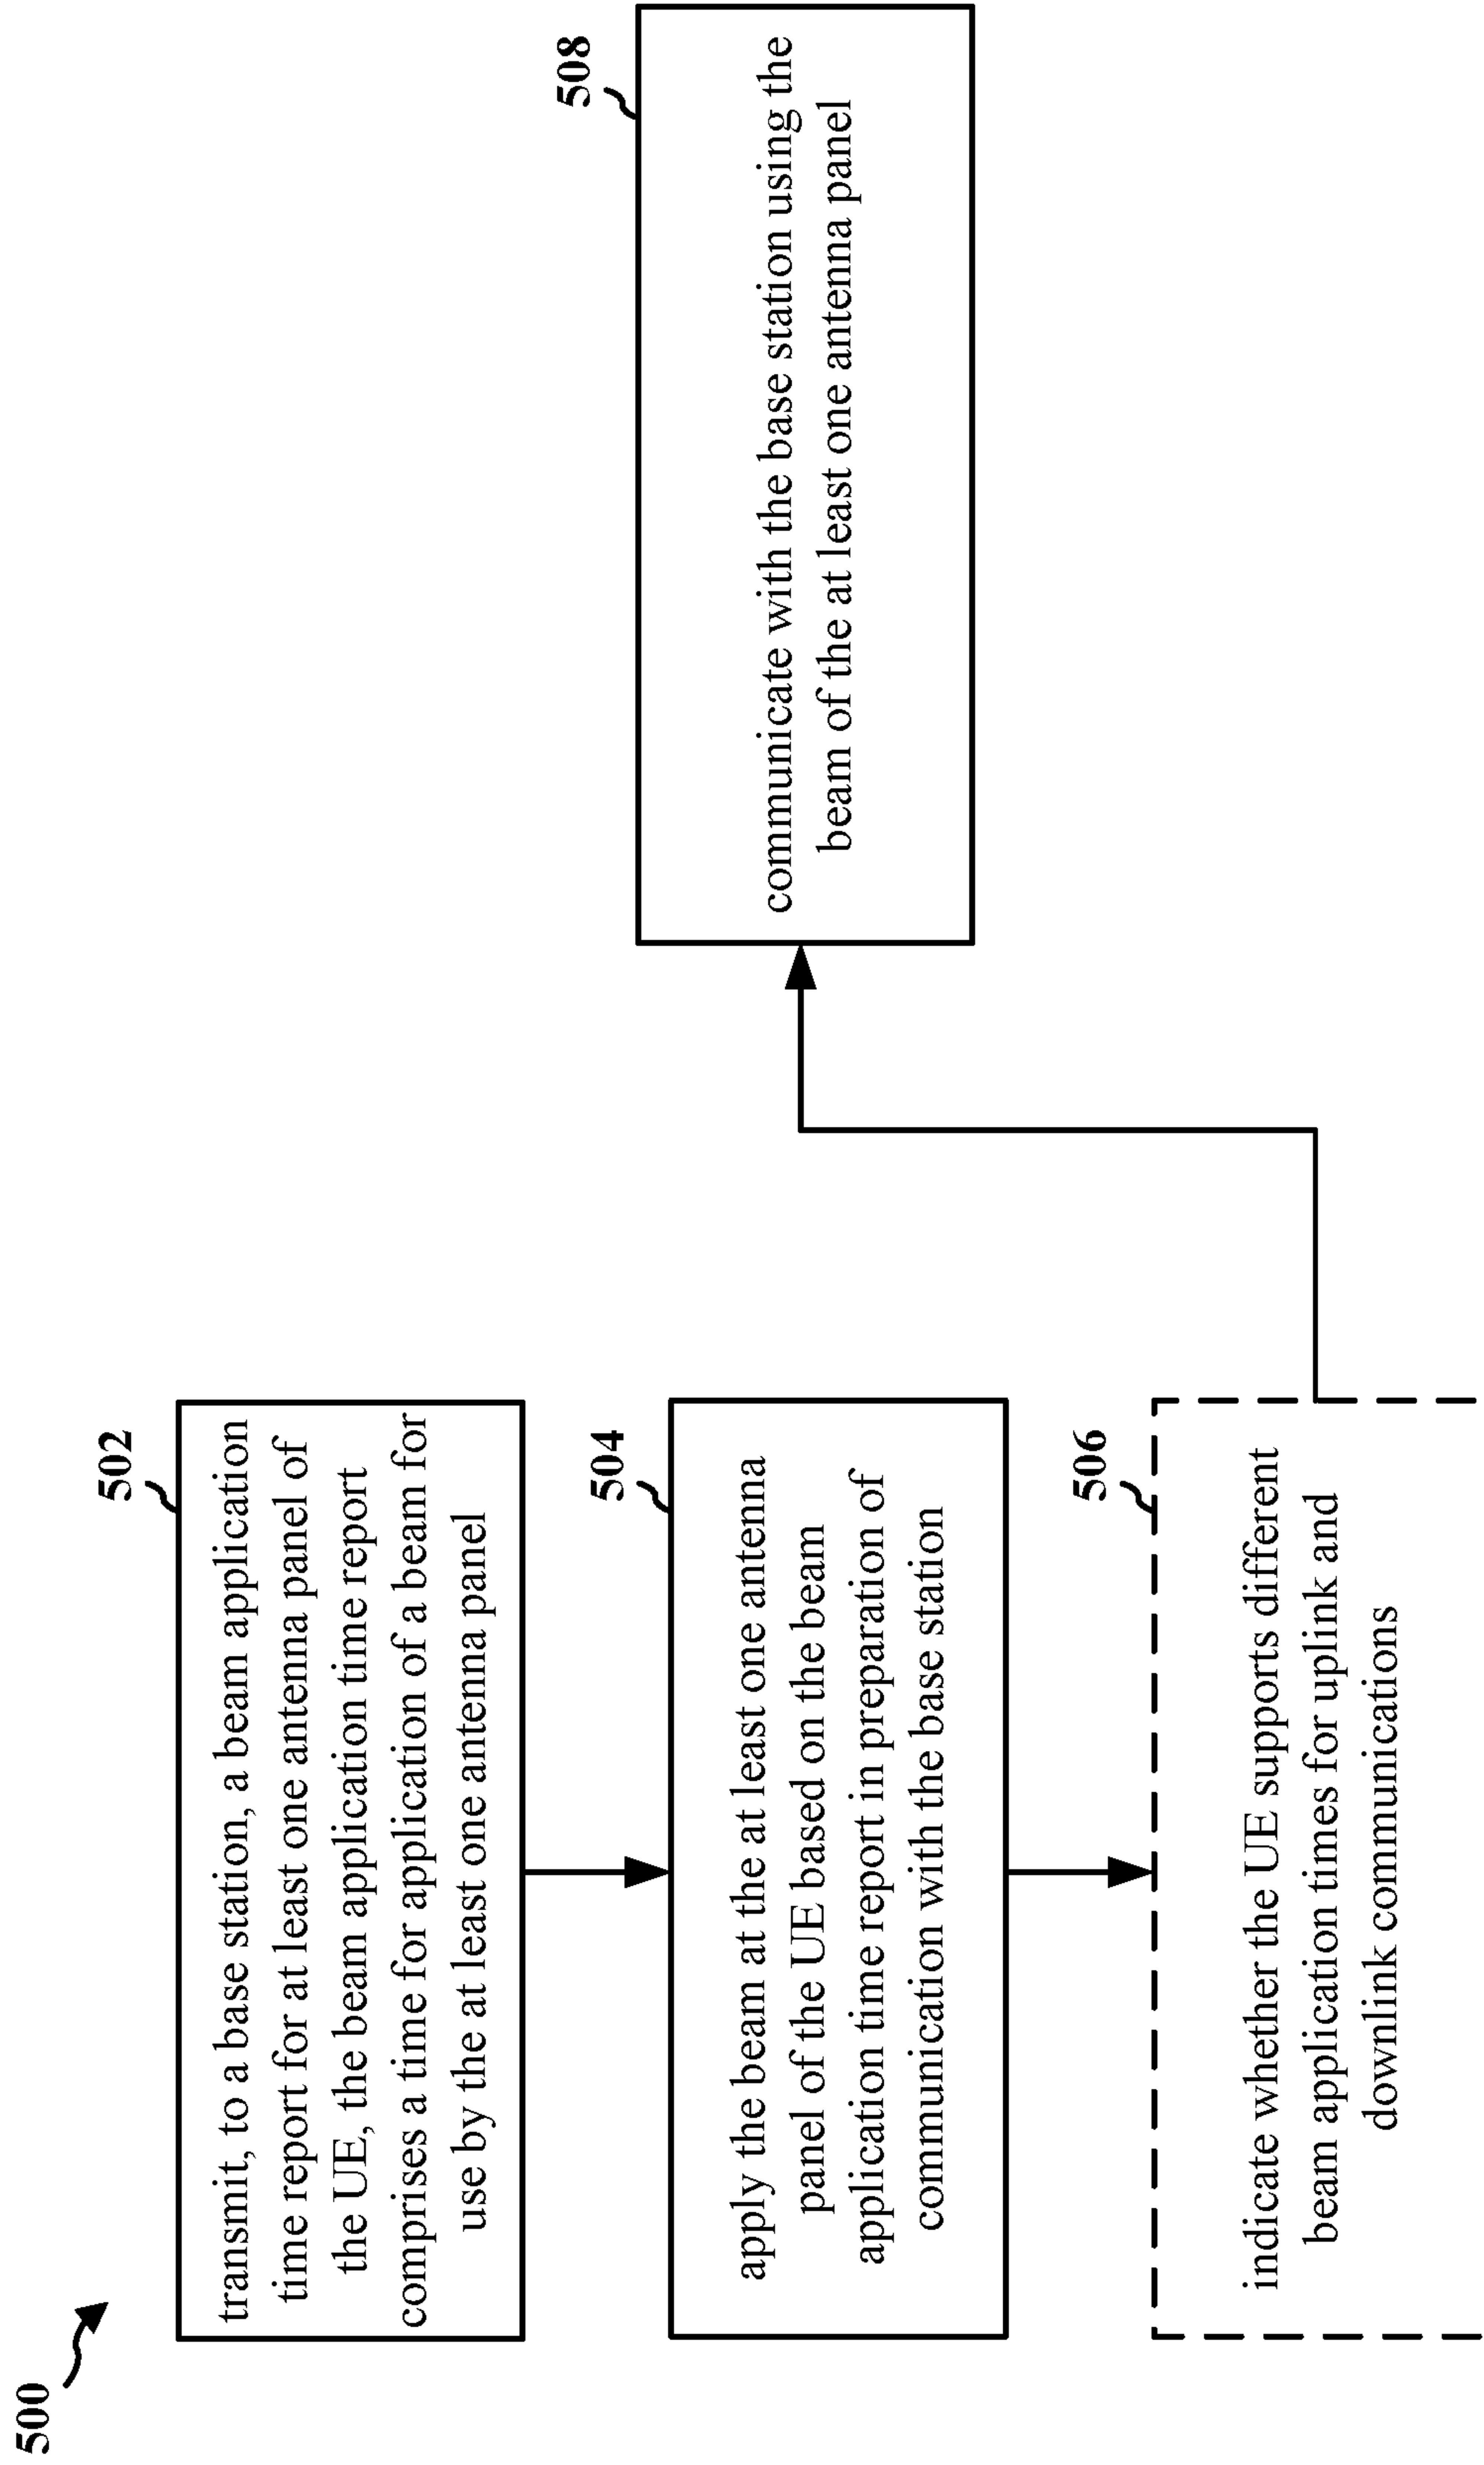 500
502
transmit, to a base station, a beam application
time report for at least one antenna panel of
the UE, the beam application time report
comprises a time for application of a beam for
use by the at least one antenna panel
504
apply the beam at the at least one antenna
panel of the UE based on the beam
application time report in preparation of
communication with the base station
506
indicate whether the UE supports different
beam application times for uplink and
downlink communications
508
communicate with the base station using the
beam of the at least one antenna panel